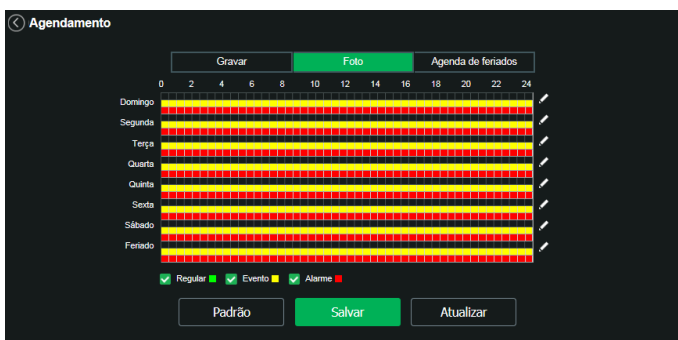 Agendamento
Gravar Foto Agenda de feriados
0 2 4 6 8 10 12 14 16 18 20 22 24
Domingo
Segunda
Terça
Quarta
Quinta
Sexta
Sábado
Feriado
Regular Evento Alarme
Padrão Salvar Atualizar